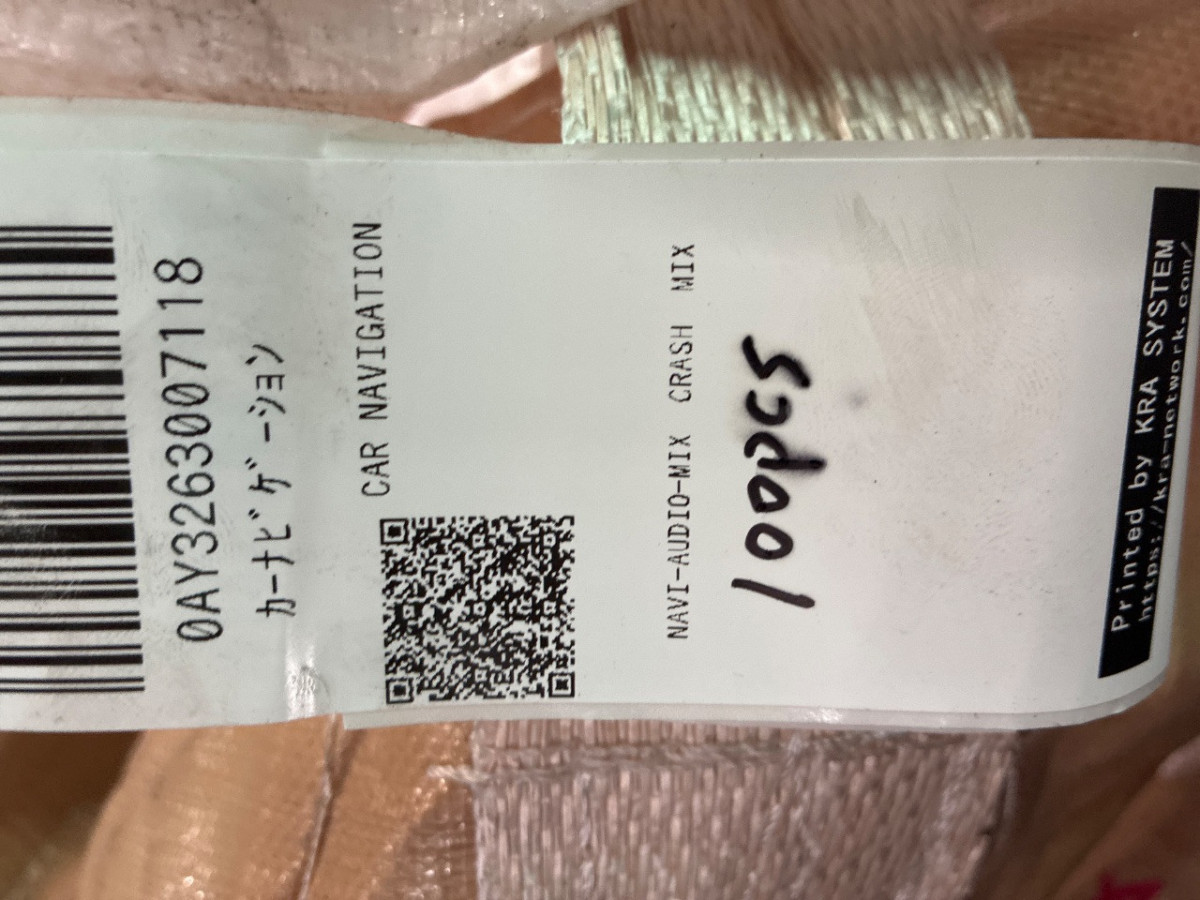 0AY3263007118
カーナビゲーション
CAR NAVIGATION
NAVI-AUDIO-MIX CRASH MIX
100pcs
Printed by KRA SYSTEM
https://kra-network.com/